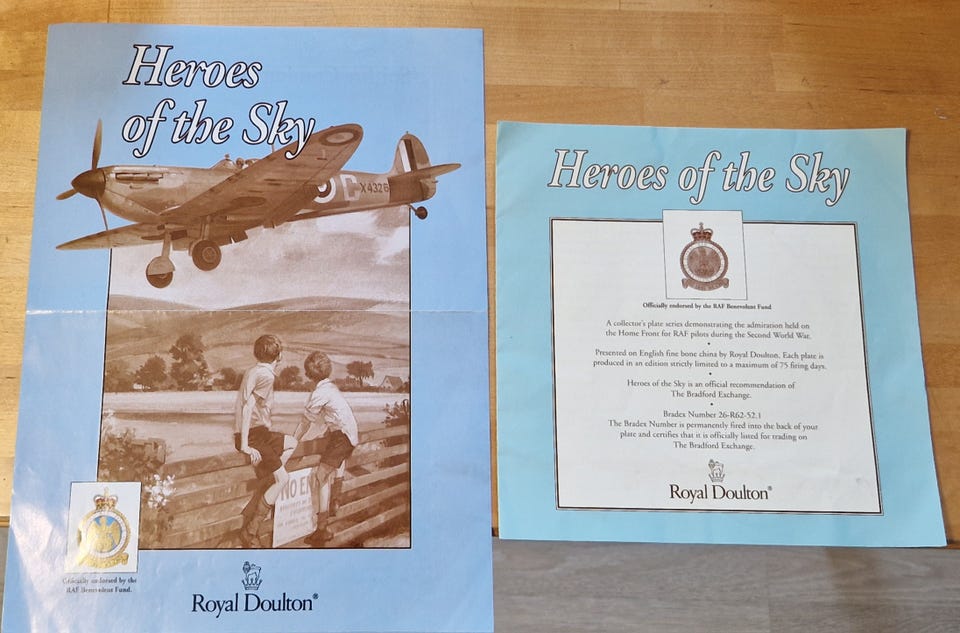 Heroes
of the Sky
X4326
NO
Officially endorsed by the
RAF Benevolent Fund.
Royal Doulton®
Heroes of the Sky
Officially endorsed by the RAF Benevolent Fund
A collector's plate series demonstrating the admiration held on
the Home Front for RAF pilots during the Second World War.
•
Presented on English fine bone china by Royal Doulton. Each plate is
produced in an edition strictly limited to a maximum of 75 firing days.
•
Heroes of the Sky is an official recommendation of
The Bradford Exchange.
•
Bradex Number 26-R62-52.1
The Bradex Number is permanently fired into the back of your
plate and certifies that it is officially listed for trading on
The Bradford Exchange.
Royal Doulton®